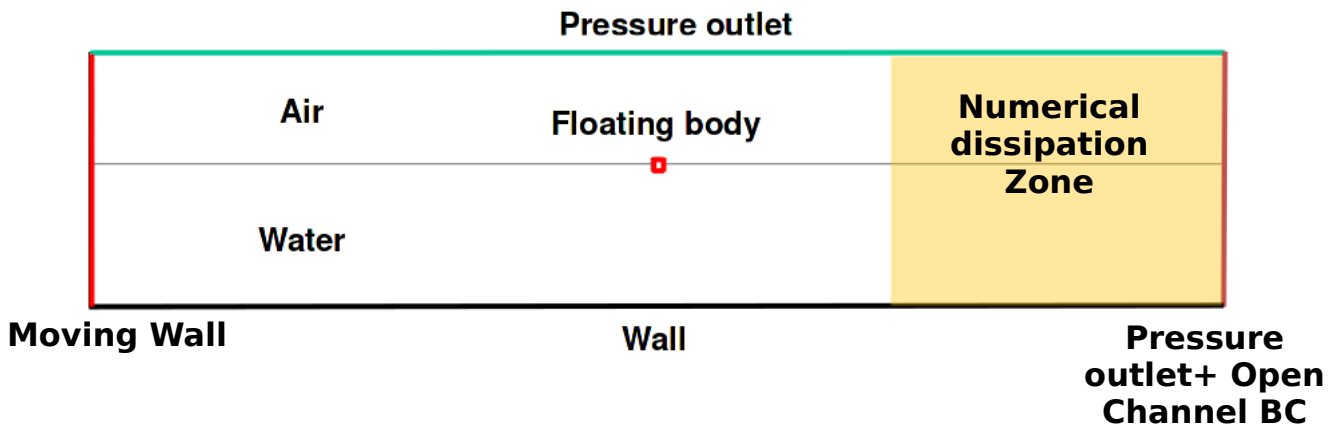 Pressure outlet
Air
Floating body
Numerical
dissipation
Zone
Water
Moving Wall
Wall
Pressure
outlet+ Open
Channel BC